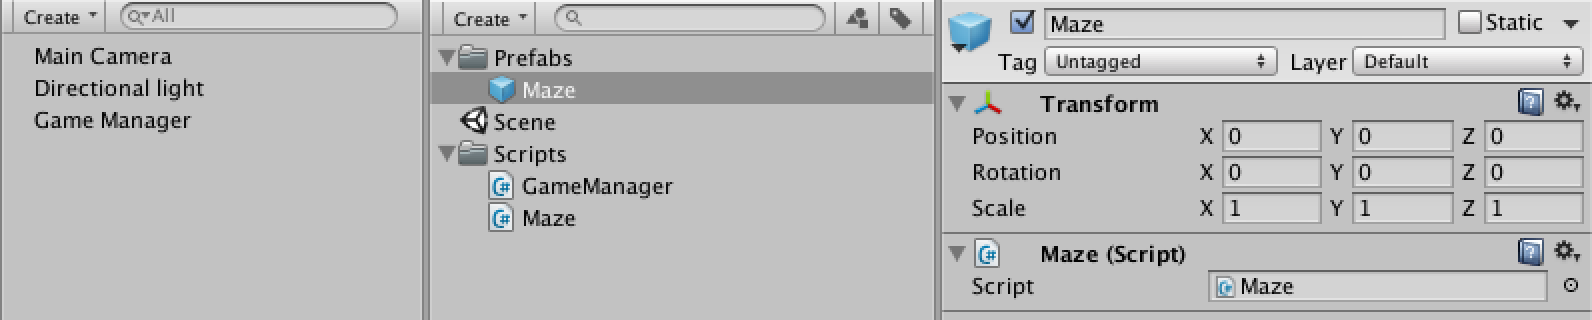 Create
All
Main Camera
Directional light
Game Manager
Create
Prefabs
Maze
Scene
Scripts
GameManager
Maze
Maze
Static
Tag Untagged Layer Default
Transform
Position X 0 Y 0 Z 0
Rotation X 0 Y 0 Z 0
Scale X 1 Y 1 Z 1
Maze (Script)
Script Maze